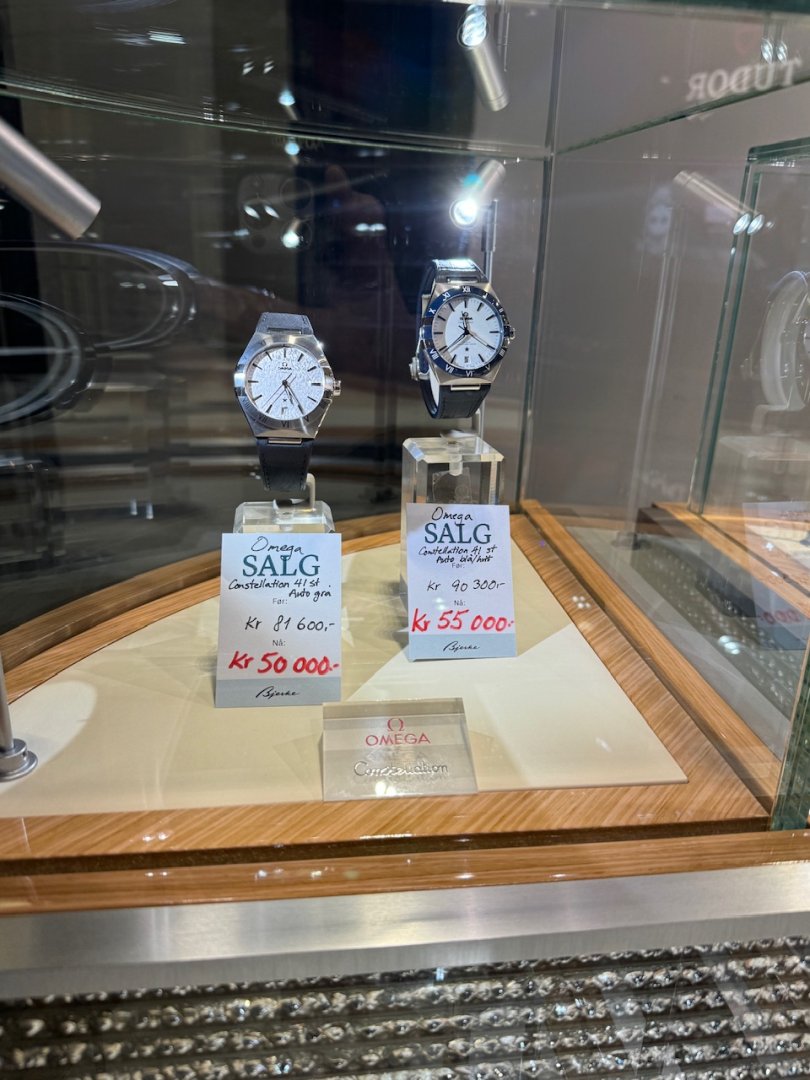 TUDOR
OMEGA
Omega
SALG
Constellation 41 st
Auto grå
Før:
Kr 81 600,-
Nå:
Kr 50 000.-
Bjerke
Omega
SALG
Constellation 41 st
Auto blå/hvit
Før:
Kr 90 300,-
Nå:
Kr 55 000.-
Bjerke
OMEGA
Constellation